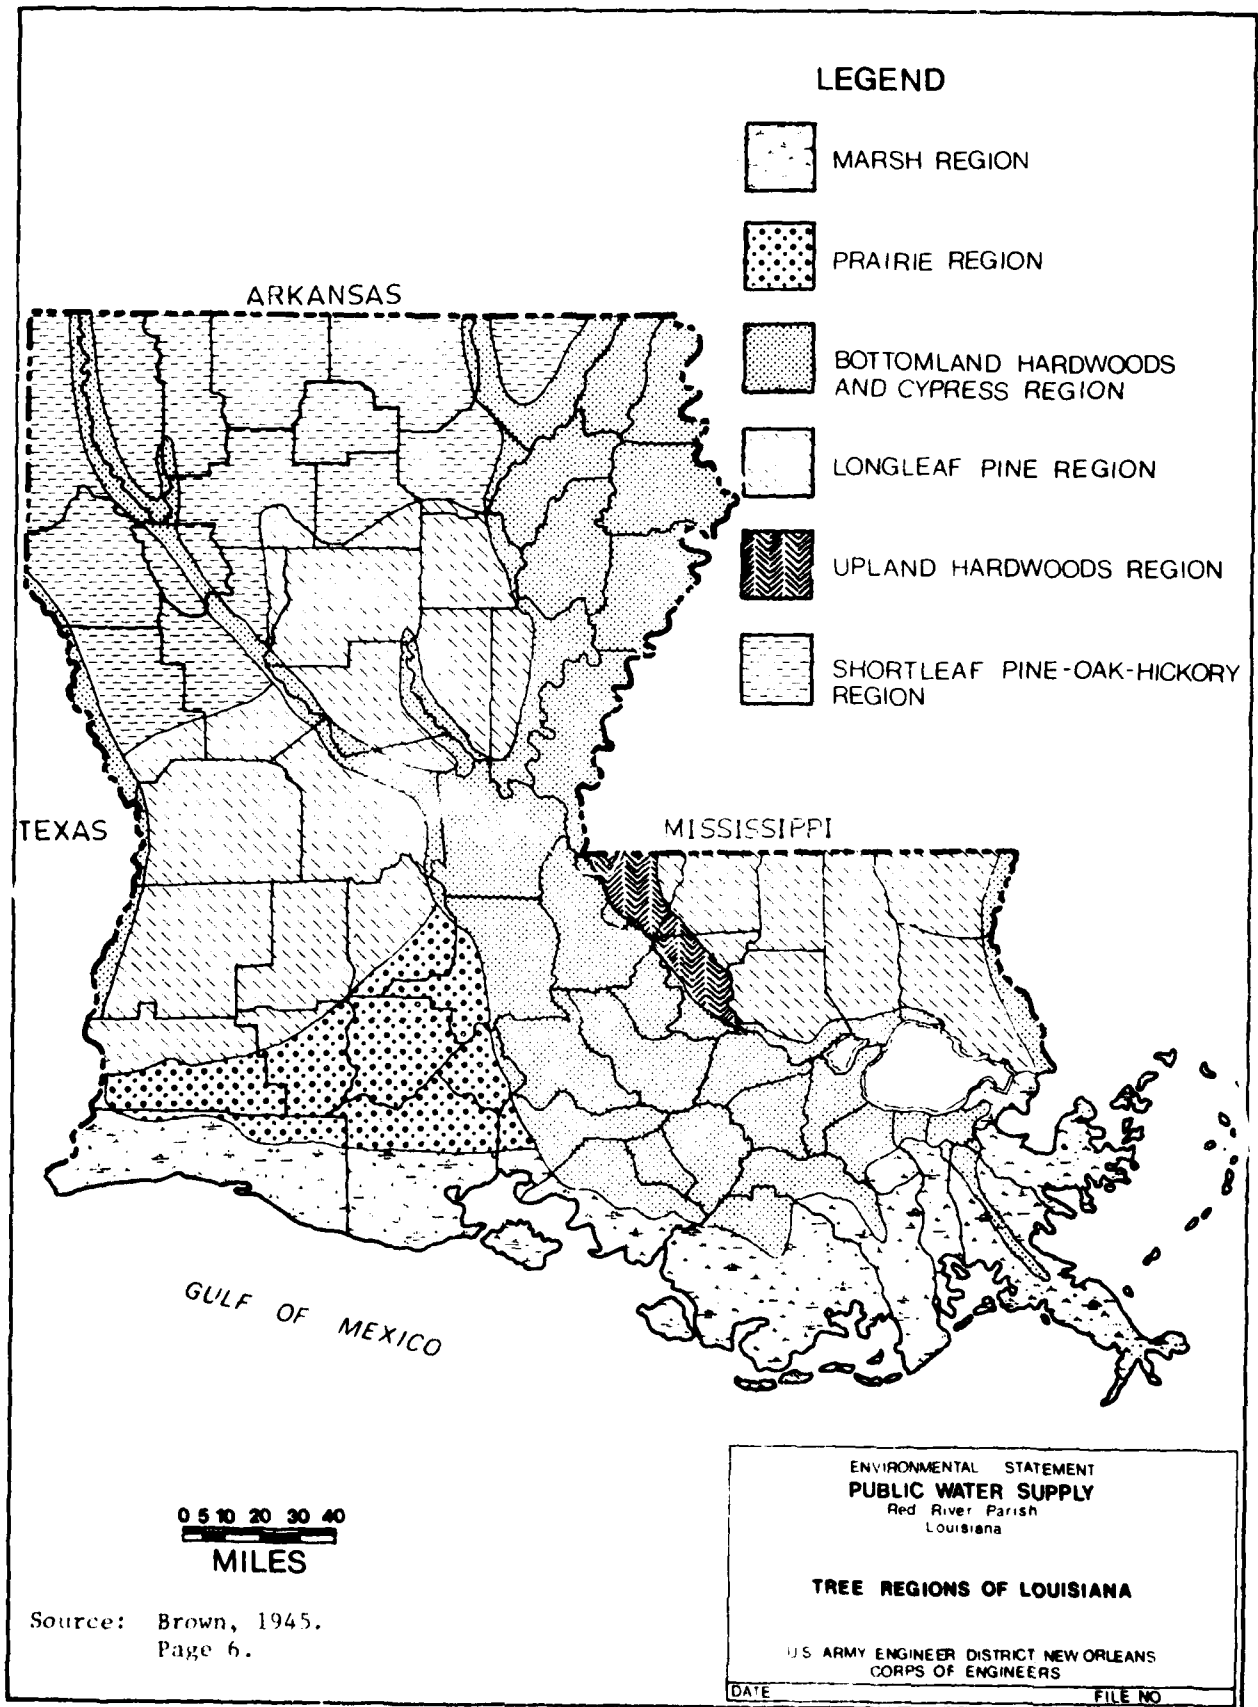 LEGEND
MARSH REGION
PRAIRIE REGION
BOTTOMLAND HARDWOODS
AND CYPRESS REGION
LONGLEAF PINE REGION
UPLAND HARDWOODS REGION
SHORTLEAF PINE-OAK-HICKORY
REGION
ARKANSAS
TEXAS
MISSISSIPPI
GULF OF MEXICO
0 5 10 20 30 40
MILES
Source: Brown, 1945.
Page 6.
ENVIRONMENTAL STATEMENT
PUBLIC WATER SUPPLY
Red River Parish
Louisiana
TREE REGIONS OF LOUISIANA
U S ARMY ENGINEER DISTRICT NEW ORLEANS
CORPS OF ENGINEERS
DATE FILE NO